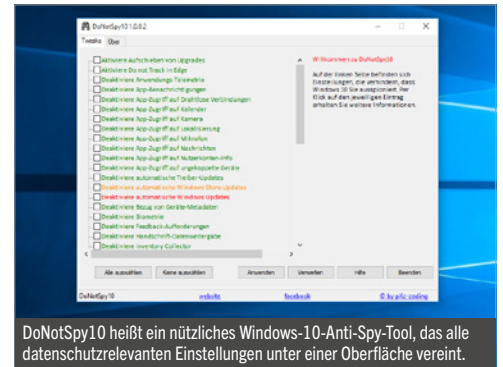 DoNotSpy10 1.0.0.2
Tweaks Über
Aktiviere Aufschieben von Upgrades
Aktiviere Do not Track in Edge
Deaktiviere Anwendungs-Telemetrie
Deaktiviere App-Benachrichtigungen
Deaktiviere App-Zugriff auf Drahtlose Verbindungen
Deaktiviere App-Zugriff auf Kalender
Deaktiviere App-Zugriff auf Kamera
Deaktiviere App-Zugriff auf Lokalisierung
Deaktiviere App-Zugriff auf Mikrofon
Deaktiviere App-Zugriff auf Nachrichten
Deaktiviere App-Zugriff auf Nutzerkonten-Info
Deaktiviere App-Zugriff auf ungekoppelte Geräte
Deaktiviere automatische Treiber-Updates
Deaktiviere automatische Windows Store Updates
Deaktiviere automatische Windows Updates
Deaktiviere Bezug von Geräte-Metadaten
Deaktiviere Biometrie
Deaktiviere Feedback-Aufforderungen
Deaktiviere Handschrift-Datenweitergabe
Deaktiviere Inventory Collector
Willkommen zu DoNotSpy10
Auf der linken Seite befinden sich
Einstellungen, die verhindern, dass
Windows 10 Sie ausspioniert. Per
Klick auf den jeweiligen Eintrag
erhalten Sie weitere Informationen.
Alle auswählen Keine auswählen Anwenden Verwerfen Hilfe Beenden
DoNotSpy10 website facebook © by pXc-coding
DoNotSpy10 heißt ein nützliches Windows-10-Anti-Spy-Tool, das alle
datenschutzrelevanten Einstellungen unter einer Oberfläche vereint.